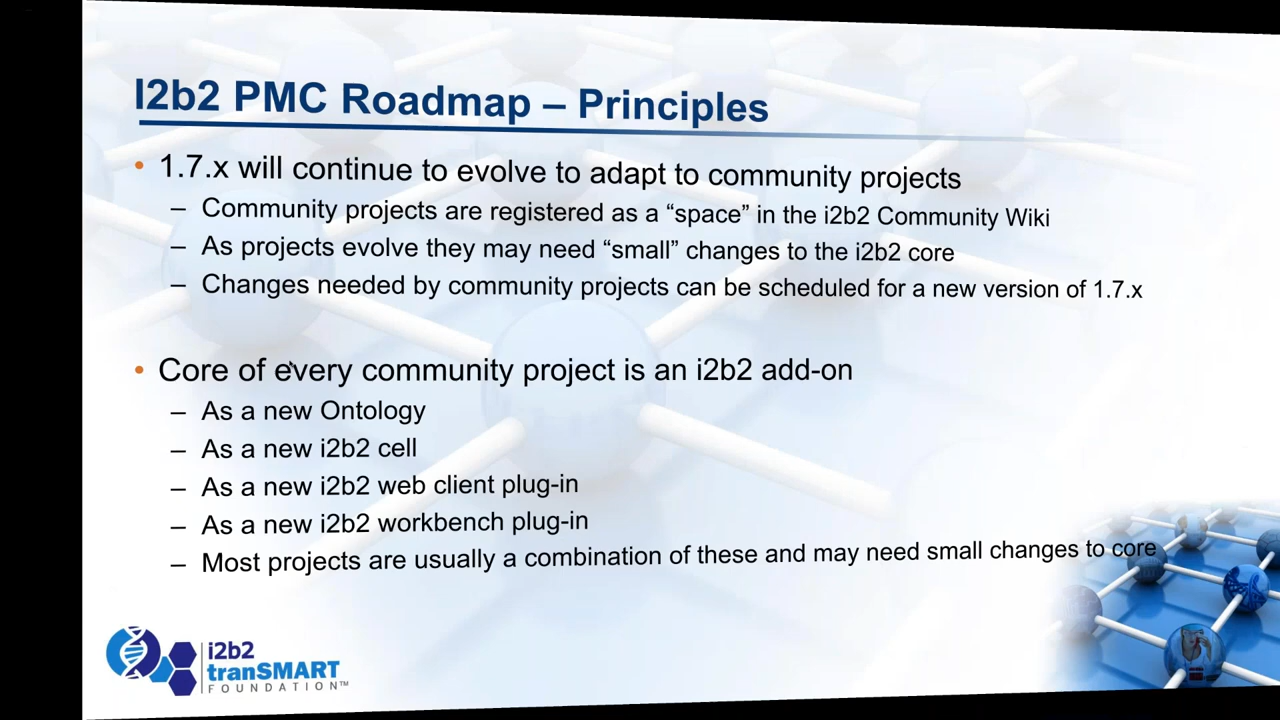 I2b2 PMC Roadmap – Principles
• 1.7.x will continue to evolve to adapt to community projects
– Community projects are registered as a “space” in the i2b2 Community Wiki
– As projects evolve they may need “small” changes to the i2b2 core
– Changes needed by community projects can be scheduled for a new version of 1.7.x
• Core of every community project is an i2b2 add-on
– As a new Ontology
– As a new i2b2 cell
– As a new i2b2 web client plug-in
– As a new i2b2 workbench plug-in
– Most projects are usually a combination of these and may need small changes to core
i2b2
tranSMART
FOUNDATION™